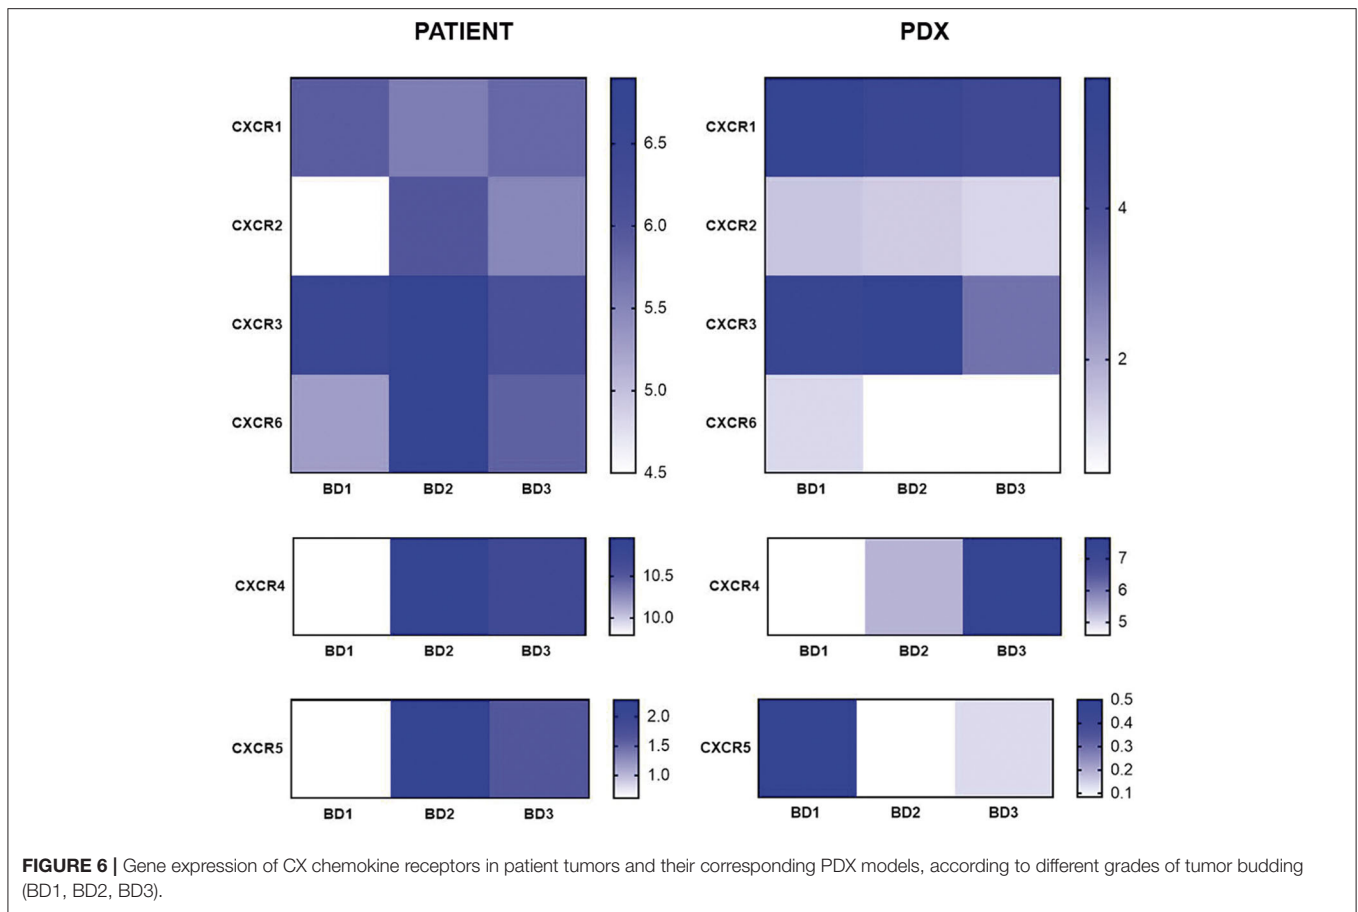 PATIENT
PDX
CXCR1
CXCR2
CXCR3
CXCR6
6.5
6.0
5.5
5.0
4.5
BD1
BD2
BD3
CXCR1
CXCR2
CXCR3
CXCR6
4
2
BD1
BD2
BD3
CXCR4
10.5
10.0
BD1
BD2
BD3
CXCR4
7
6
5
BD1
BD2
BD3
CXCR5
2.0
1.5
1.0
BD1
BD2
BD3
CXCR5
0.5
0.4
0.3
0.2
0.1
BD1
BD2
BD3
FIGURE 6 | Gene expression of CX chemokine receptors in patient tumors and their corresponding PDX models, according to different grades of tumor budding
(BD1, BD2, BD3).